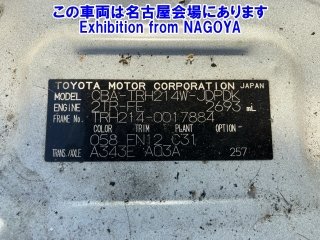 この車両は名古屋会場にあります
Exhibition from NAGOYA
TOYOTA MOTOR CORPORATION JAPAN
MODEL CBA-TRH214W-JDPDK
ENGINE 2TR-FE 2693 mL
FRAME No. TRH214-0017884
COLOR TRIM PLANT OPTION
058 FN12 C31
TRANS./AXLE A343E A03A 257